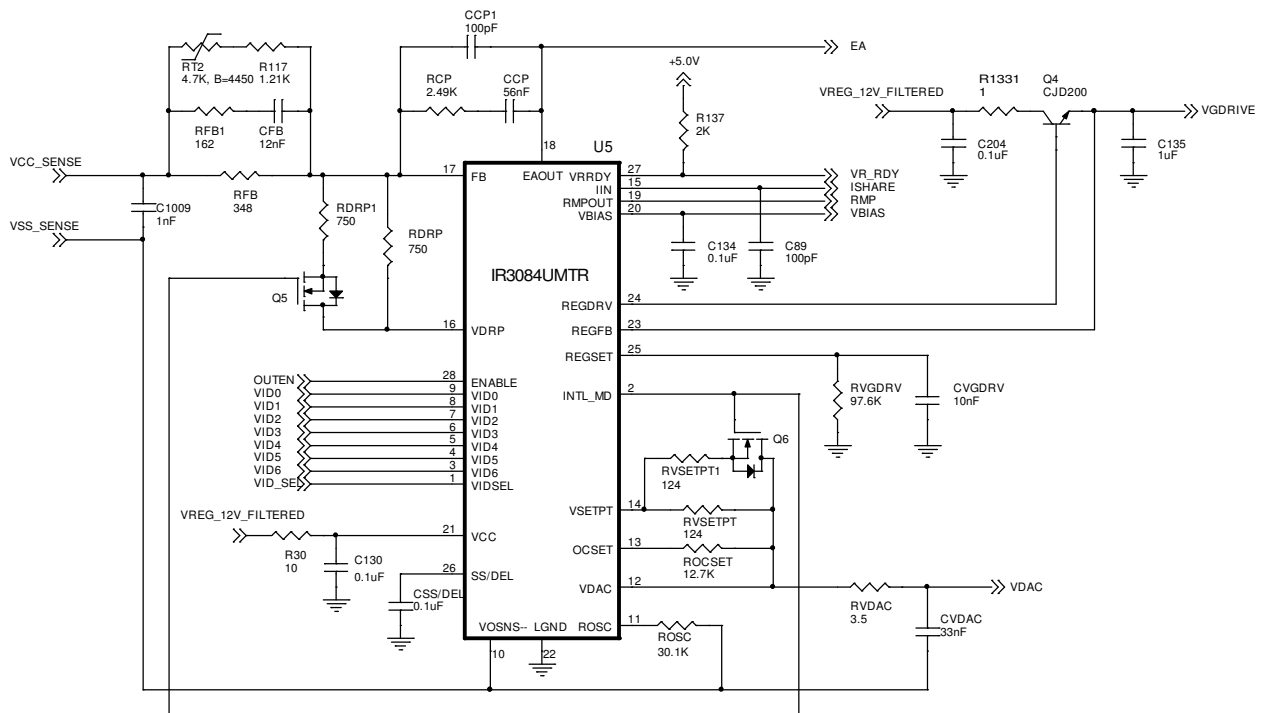 CCP1
100pF
EA
RT2
4.7K, B=4450
R117
1.21K
RCP
2.49K
CCP
56nF
+5.0V
R137
2K
VREG_12V_FILTERED
R1331
1
Q4
CJD200
VGDRIVE
C204
0.1uF
C135
1uF
RFB1
162
CFB
12nF
VCC_SENSE
RFB
348
C1009
1nF
VSS_SENSE
RDRP1
750
RDRP
750
Q5
U5
IR3084UMTR
18
EAOUT
17
FB
16
VDRP
VRRDY
27
VR_RDY
IIN
15
ISHARE
RMPOUT
19
RMP
VBIAS
20
VBIAS
C134
0.1uF
C89
100pF
REGDRV
24
REGFB
23
REGSET
25
INTL_MD
2
RVGDRV
97.6K
CVGDRV
10nF
OUTEN
28
ENABLE
VID0
9
VID0
VID1
8
VID1
VID2
7
VID2
VID3
6
VID3
VID4
5
VID4
VID5
4
VID5
VID6
3
VID6
VID_SEL
1
VIDSEL
Q6
RVSETPT1
124
VSETPT
14
RVSETPT
124
OCSET
13
ROCSET
12.7K
VDAC
12
RVDAC
3.5
VDAC
CVDAC
33nF
VREG_12V_FILTERED
R30
10
C130
0.1uF
21
VCC
26
SS/DEL
CSS/DEL
0.1uF
VOSNS--
LGND
ROSC
11
ROSC
30.1K
10
22